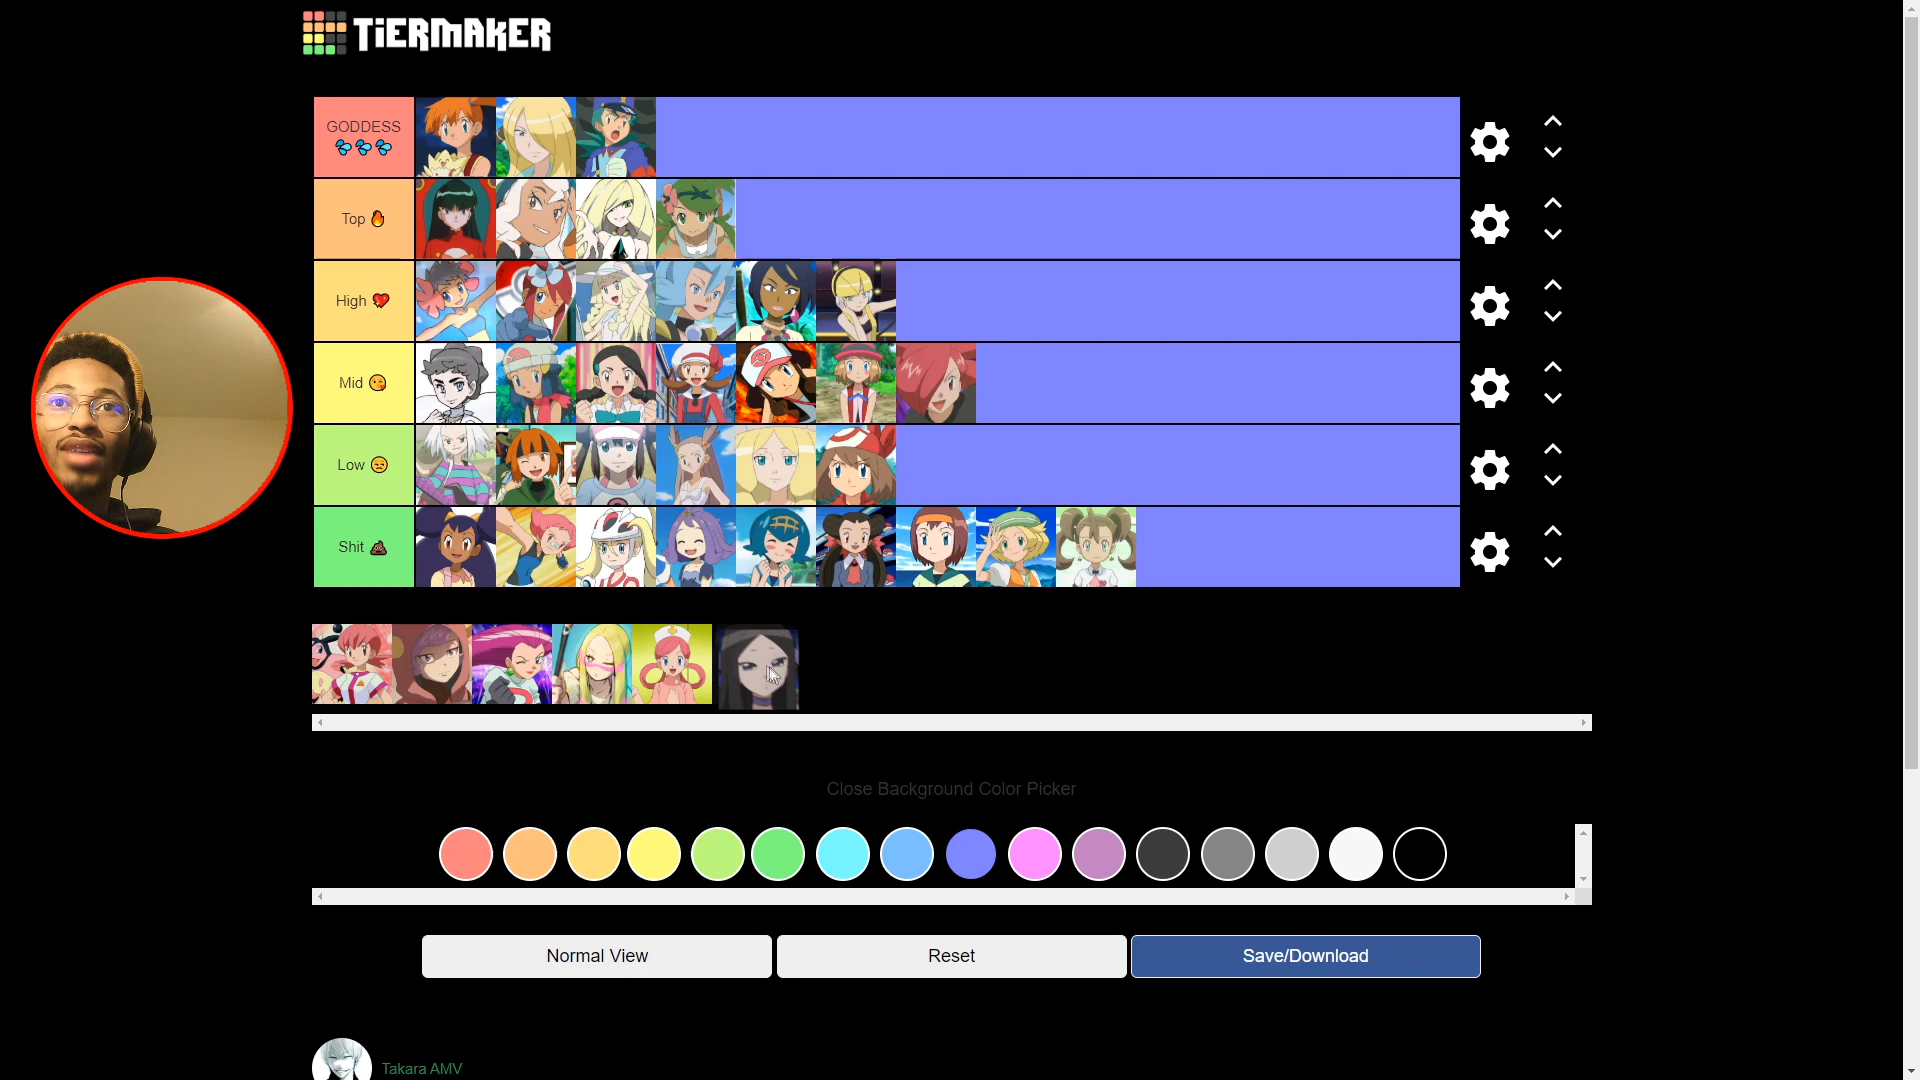 TiERMAKER
GODDESS
💦💦💦
Top 🔥
High 💖
Mid 😘
Low 😒
Shit 💩
Close Background Color Picker
Normal View
Reset
Save/Download
Takara AMV